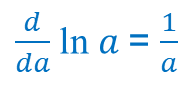 d/da ln a = 1/a